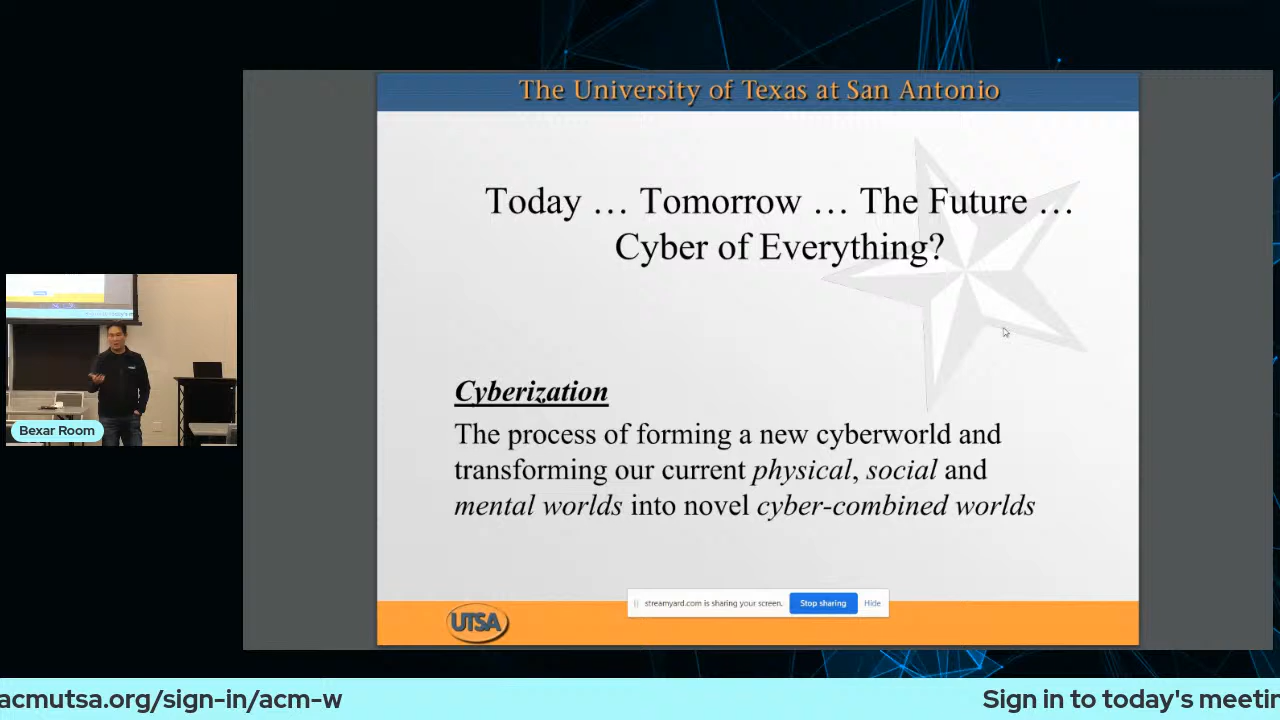 The University of Texas at San Antonio
Today … Tomorrow … The Future …
Cyber of Everything?
Cyberization
The process of forming a new cyberworld and
transforming our current physical, social and
mental worlds into novel cyber-combined worlds
Bexar Room
streamyard.com is sharing your screen. Stop sharing Hide
UTSA
acmutsa.org/sign-in/acm-w Sign in to today's meetin